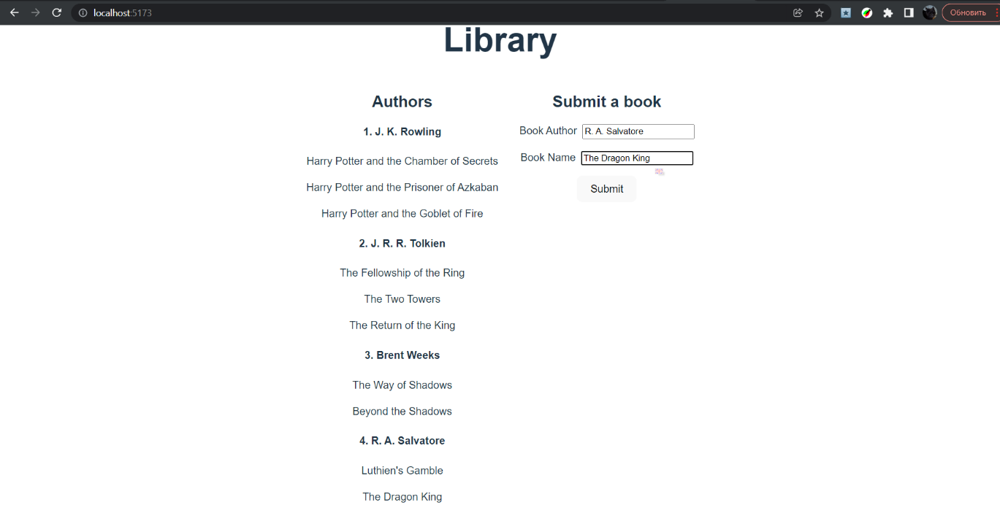 localhost:5173
Обновить
Library
Authors
1. J. K. Rowling
Harry Potter and the Chamber of Secrets
Harry Potter and the Prisoner of Azkaban
Harry Potter and the Goblet of Fire
2. J. R. R. Tolkien
The Fellowship of the Ring
The Two Towers
The Return of the King
3. Brent Weeks
The Way of Shadows
Beyond the Shadows
4. R. A. Salvatore
Luthien's Gamble
The Dragon King
Submit a book
Book Author R. A. Salvatore
Book Name The Dragon King
Submit